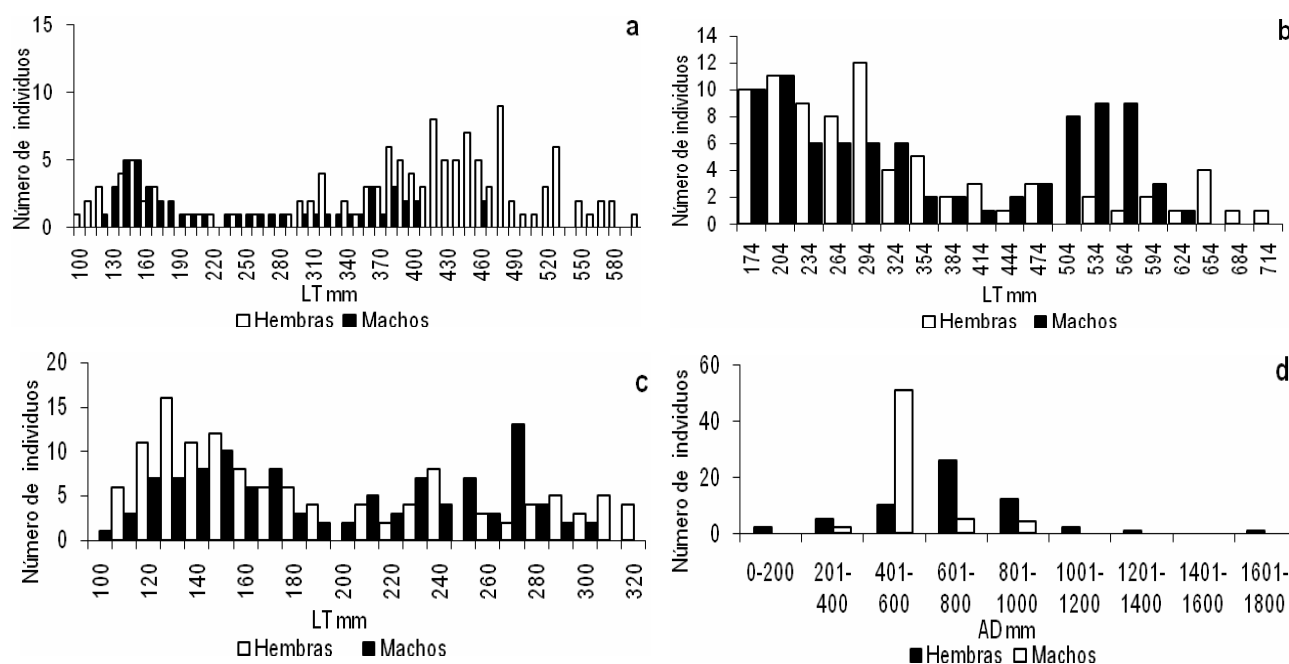 a
Número de individuos
15
10
5
0
100 130 160 190 220 250 280 310 340 370 400 430 460 490 520 550 580
LT mm
Hembras Machos
b
Número de individuos
14
12
10
8
6
4
2
0
174 204 234 264 294 324 354 384 414 444 474 504 534 564 594 624 654 684 714
LT mm
Hembras Machos
c
Número de individuos
20
15
10
5
0
100 120 140 160 180 200 220 240 260 280 300 320
LT mm
Hembras Machos
d
Número de individuos
60
40
20
0
0-200 201-400 401-600 601-800 801-1000 1001-1200 1201-1400 1401-1600 1601-1800
AD mm
Hembras Machos